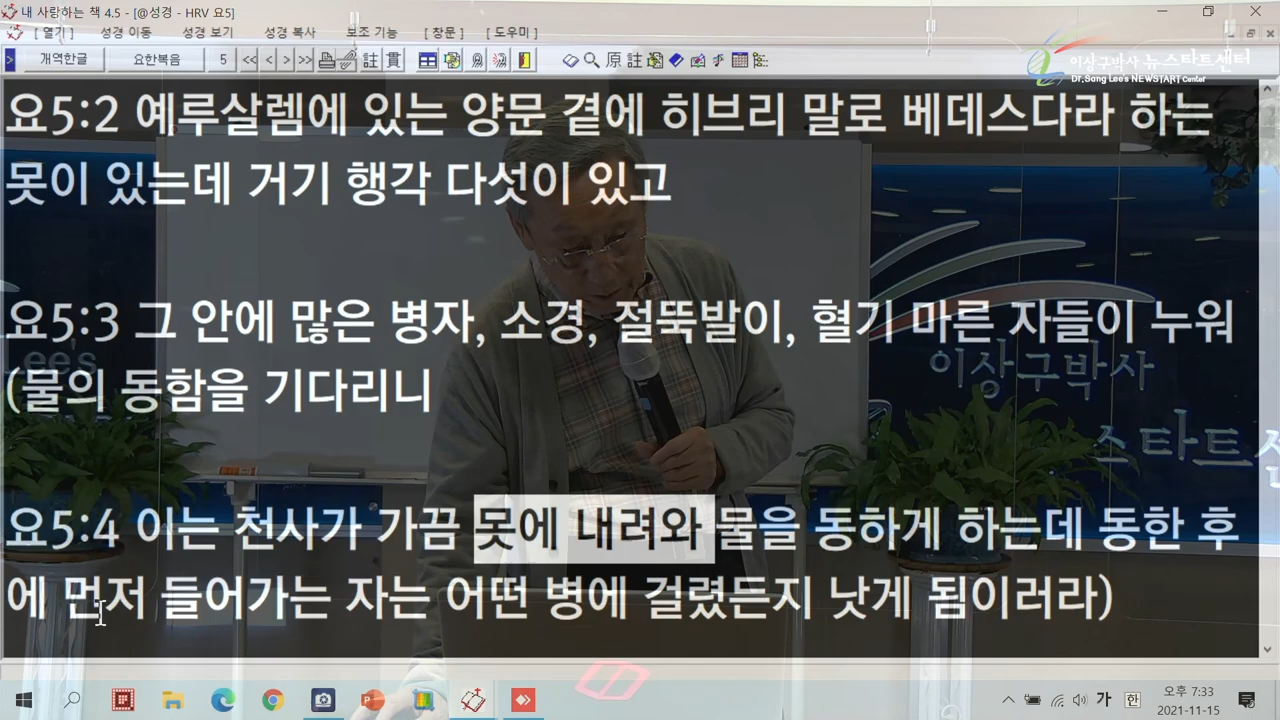 내 사랑하는 책 4.5 - [@성경 - HRV 요5]
[ 열기 ] 성경 이동 성경 보기 성경 복사 보조 기능 [ 창문 ] [ 도우미 ]
> 개역한글 요한복음 5 << < > >> 註 貫 原 註
이상구박사 뉴스타트센터
Dr. Sang Lee's NEWSTART Center
요5:2 예루살렘에 있는 양문 곁에 히브리 말로 베데스다라 하는
못이 있는데 거기 행각 다섯이 있고
요5:3 그 안에 많은 병자, 소경, 절뚝발이, 혈기 마른 자들이 누워
(물의 동함을 기다리니
요5:4 이는 천사가 가끔 못에 내려와 물을 동하게 하는데 동한 후
에 먼저 들어가는 자는 어떤 병에 걸렸든지 낫게 됨이러라)
ee's
이상구박사
스타트
가 한 오후 7:33
2021-11-15